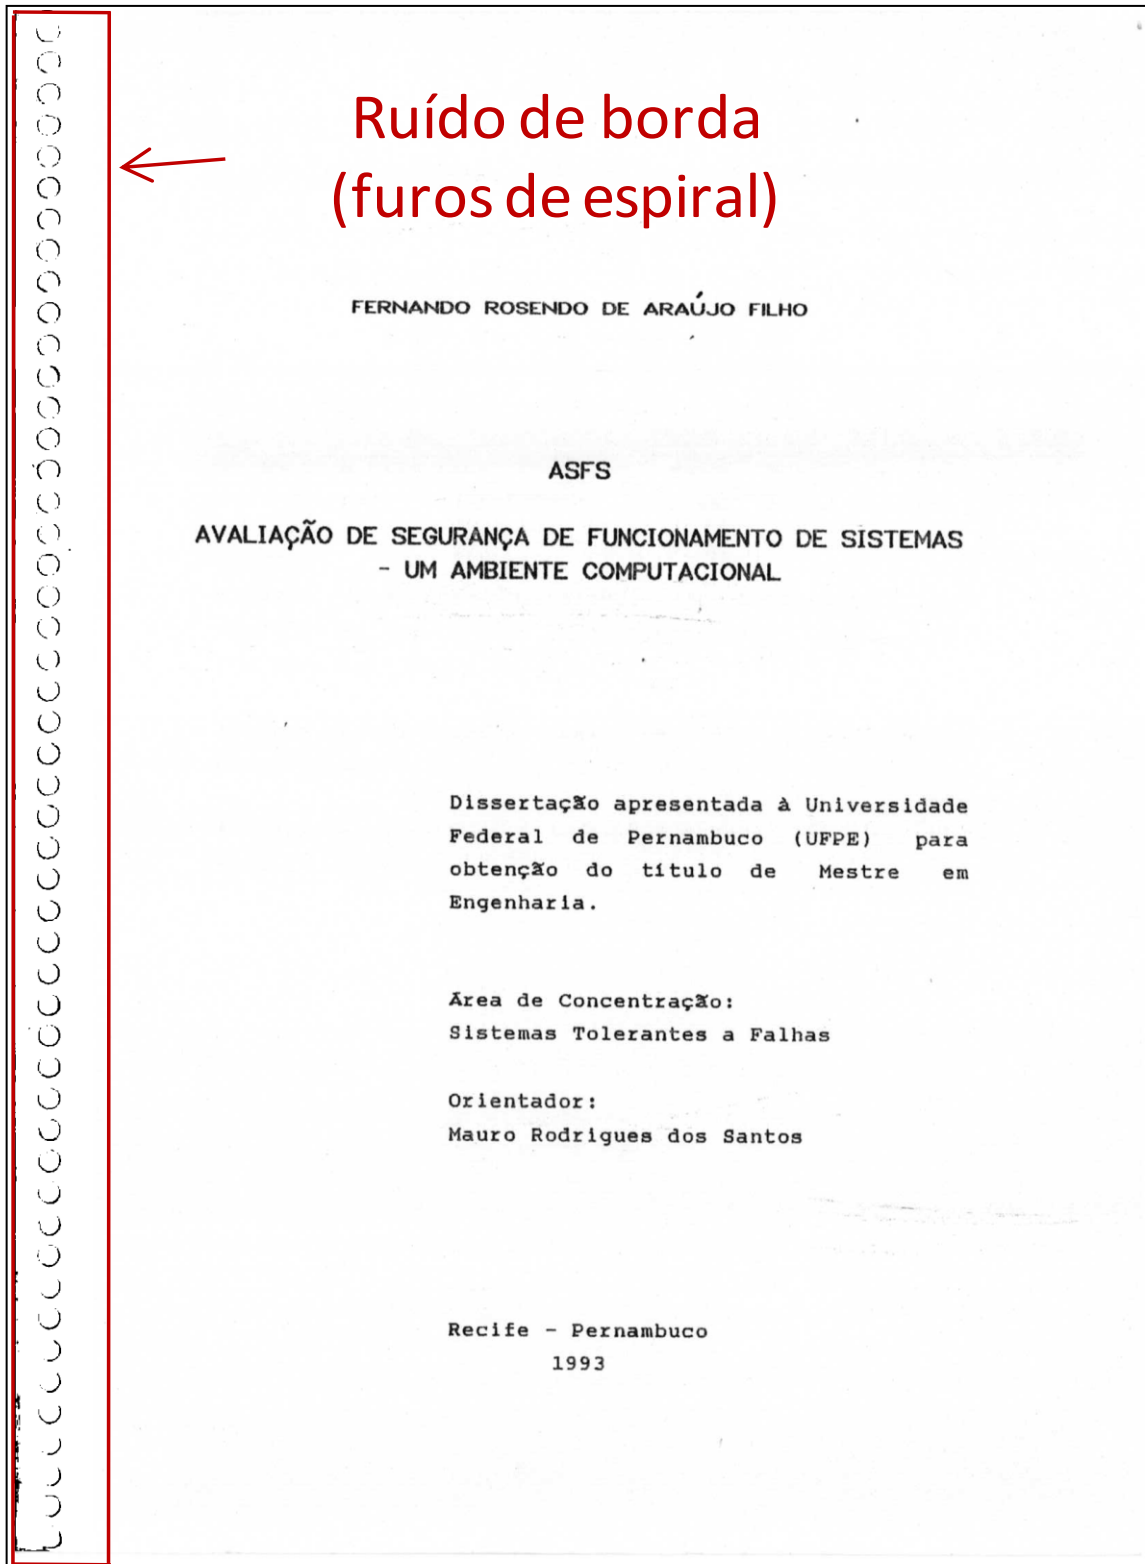 Ruído de borda
(furos de espiral)
FERNANDO ROSENDO DE ARAÚJO FILHO
ASFS
AVALIAÇÃO DE SEGURANÇA DE FUNCIONAMENTO DE SISTEMAS
- UM AMBIENTE COMPUTACIONAL
Dissertação apresentada à Universidade
Federal de Pernambuco (UFPE) para
obtenção do título de Mestre em
Engenharia.
Área de Concentração:
Sistemas Tolerantes a Falhas
Orientador:
Mauro Rodrigues dos Santos
Recife - Pernambuco
1993